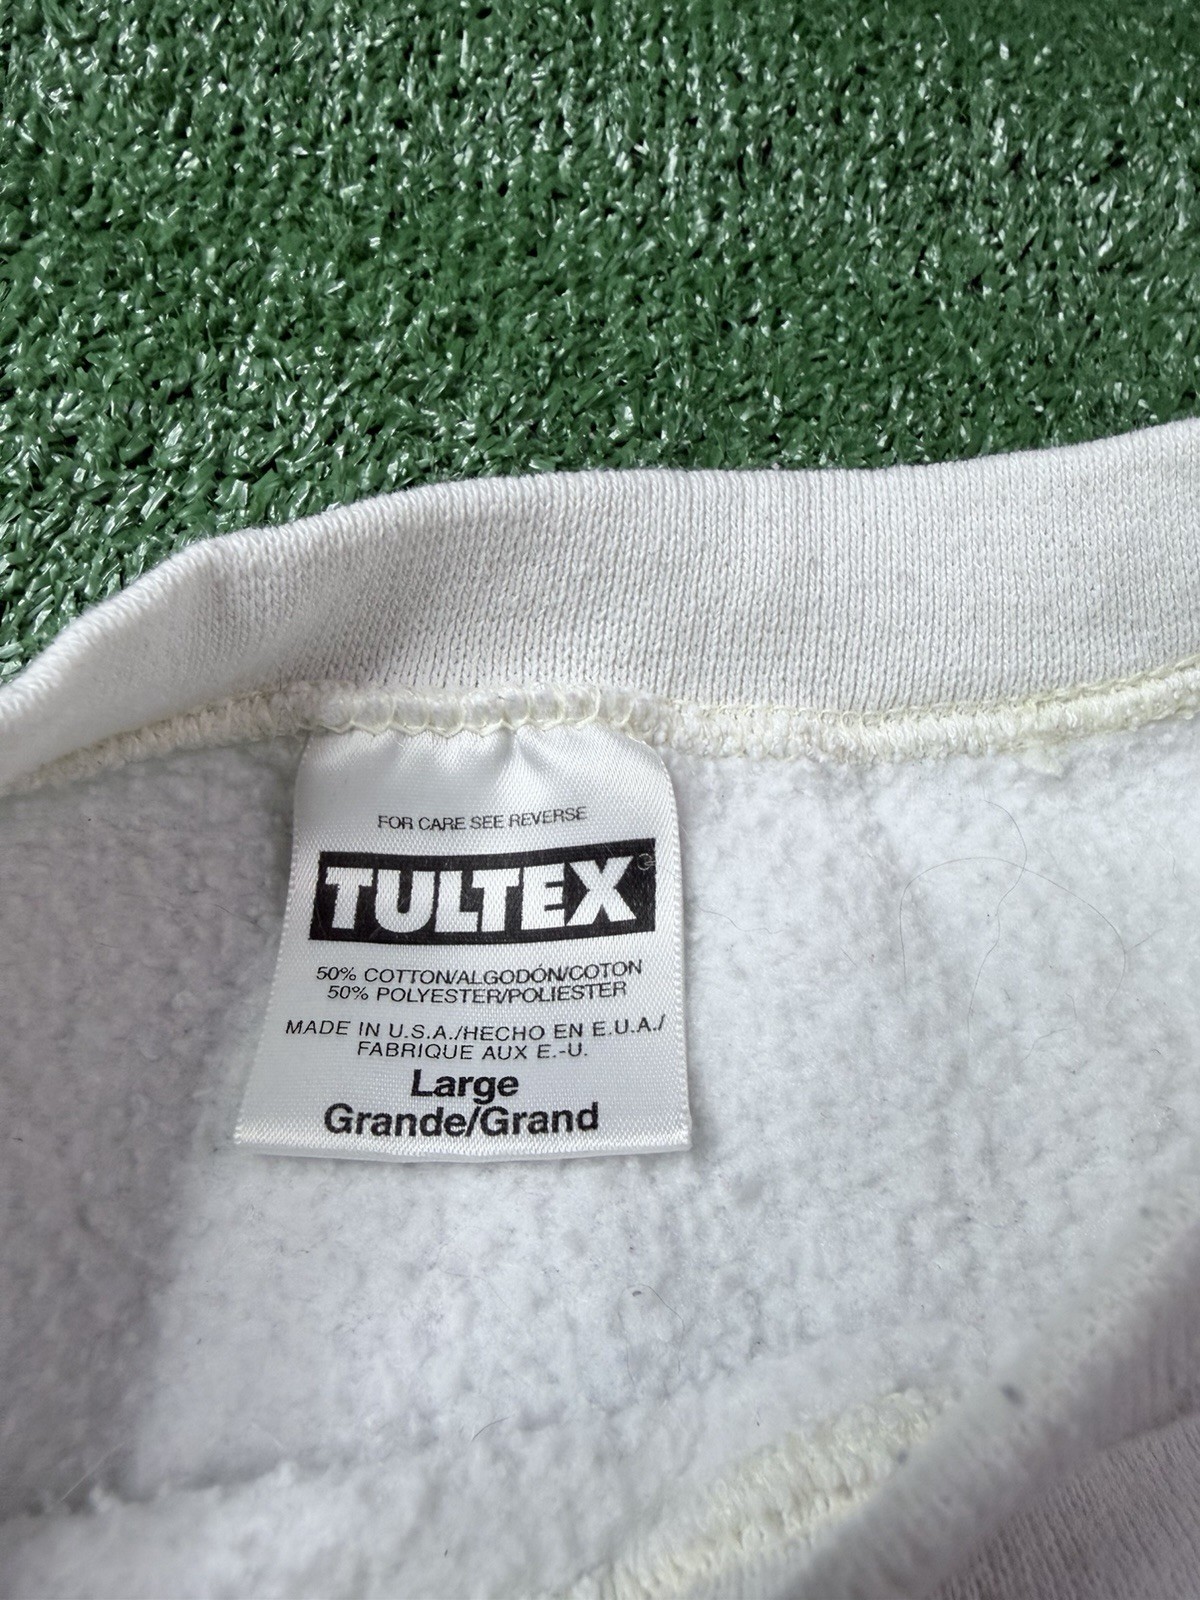 FOR CARE SEE REVERSE
TULTEX
50% COTTON/ALGODÓN/COTON
50% POLYESTER/POLIESTER
MADE IN U.S.A./HECHO EN E.U.A./
FABRIQUE AUX E.-U.
Large
Grande/Grand